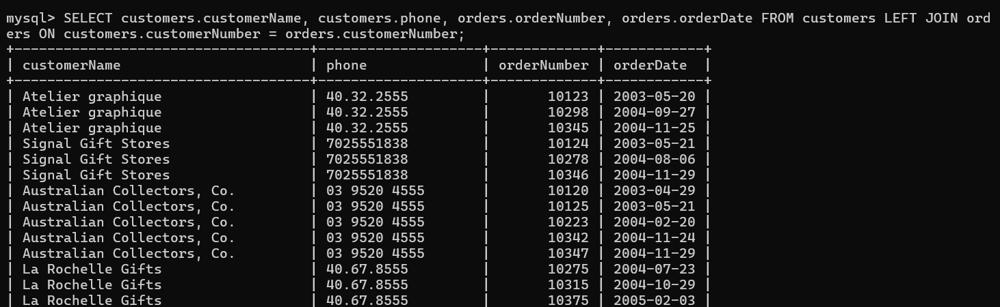 mysql> SELECT customers.customerName, customers.phone, orders.orderNumber, orders.orderDate FROM customers LEFT JOIN ord
ers ON customers.customerNumber = orders.customerNumber;
+------------------------------------+--------------------+-------------+------------+
| customerName                       | phone              | orderNumber | orderDate  |
+------------------------------------+--------------------+-------------+------------+
| Atelier graphique                  | 40.32.2555         |       10123 | 2003-05-20 |
| Atelier graphique                  | 40.32.2555         |       10298 | 2004-09-27 |
| Atelier graphique                  | 40.32.2555         |       10345 | 2004-11-25 |
| Signal Gift Stores                 | 7025551838         |       10124 | 2003-05-21 |
| Signal Gift Stores                 | 7025551838         |       10278 | 2004-08-06 |
| Signal Gift Stores                 | 7025551838         |       10346 | 2004-11-29 |
| Australian Collectors, Co.         | 03 9520 4555       |       10120 | 2003-04-29 |
| Australian Collectors, Co.         | 03 9520 4555       |       10125 | 2003-05-21 |
| Australian Collectors, Co.         | 03 9520 4555       |       10223 | 2004-02-20 |
| Australian Collectors, Co.         | 03 9520 4555       |       10342 | 2004-11-24 |
| Australian Collectors, Co.         | 03 9520 4555       |       10347 | 2004-11-29 |
| La Rochelle Gifts                  | 40.67.8555         |       10275 | 2004-07-23 |
| La Rochelle Gifts                  | 40.67.8555         |       10315 | 2004-10-29 |
| La Rochelle Gifts                  | 40.67.8555         |       10375 | 2005-02-03 |